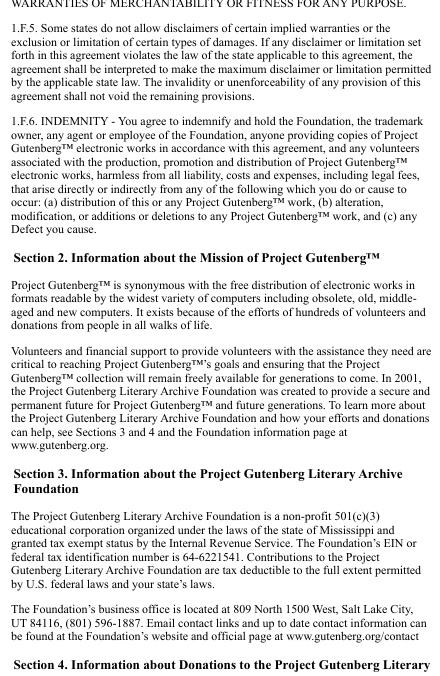 WARRANTIES OF MERCHANTABILITY OR FITNESS FOR ANY PURPOSE.
1.F.5. Some states do not allow disclaimers of certain implied warranties or the
exclusion or limitation of certain types of damages. If any disclaimer or limitation set
forth in this agreement violates the law of the state applicable to this agreement, the
agreement shall be interpreted to make the maximum disclaimer or limitation permitted
by the applicable state law. The invalidity or unenforceability of any provision of this
agreement shall not void the remaining provisions.
1.F.6. INDEMNITY - You agree to indemnify and hold the Foundation, the trademark
owner, any agent or employee of the Foundation, anyone providing copies of Project
Gutenberg™ electronic works in accordance with this agreement, and any volunteers
associated with the production, promotion and distribution of Project Gutenberg™
electronic works, harmless from all liability, costs and expenses, including legal fees,
that arise directly or indirectly from any of the following which you do or cause to
occur: (a) distribution of this or any Project Gutenberg™ work, (b) alteration,
modification, or additions or deletions to any Project Gutenberg™ work, and (c) any
Defect you cause.
Section 2. Information about the Mission of Project Gutenberg™
Project Gutenberg™ is synonymous with the free distribution of electronic works in
formats readable by the widest variety of computers including obsolete, old, middle-
aged and new computers. It exists because of the efforts of hundreds of volunteers and
donations from people in all walks of life.
Volunteers and financial support to provide volunteers with the assistance they need are
critical to reaching Project Gutenberg™’s goals and ensuring that the Project
Gutenberg™ collection will remain freely available for generations to come. In 2001,
the Project Gutenberg Literary Archive Foundation was created to provide a secure and
permanent future for Project Gutenberg™ and future generations. To learn more about
the Project Gutenberg Literary Archive Foundation and how your efforts and donations
can help, see Sections 3 and 4 and the Foundation information page at
www.gutenberg.org.
Section 3. Information about the Project Gutenberg Literary Archive
Foundation
The Project Gutenberg Literary Archive Foundation is a non-profit 501(c)(3)
educational corporation organized under the laws of the state of Mississippi and
granted tax exempt status by the Internal Revenue Service. The Foundation’s EIN or
federal tax identification number is 64-6221541. Contributions to the Project
Gutenberg Literary Archive Foundation are tax deductible to the full extent permitted
by U.S. federal laws and your state’s laws.
The Foundation’s business office is located at 809 North 1500 West, Salt Lake City,
UT 84116, (801) 596-1887. Email contact links and up to date contact information can
be found at the Foundation’s website and official page at www.gutenberg.org/contact
Section 4. Information about Donations to the Project Gutenberg Literary